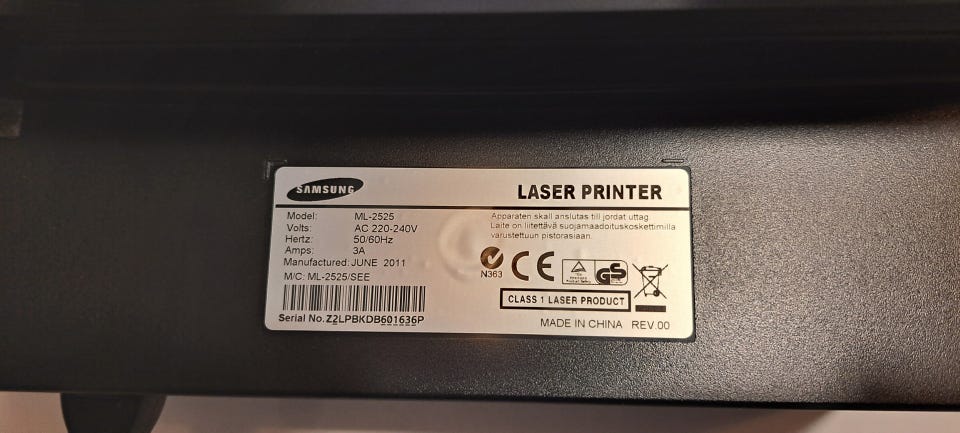 SAMSUNG
LASER PRINTER
Model: ML-2525
Volts: AC 220-240V
Hertz: 50/60Hz
Amps: 3A
Manufactured: JUNE 2011
M/C: ML-2525/SEE
Serial No. Z2LPBKDB601636P
Apparaten skall anslutas till jordat uttag.
Laite on liitettävä suojamaadoituskoskettimilla
varustettuun pistorasiaan.
N363
CE
GS
CLASS 1 LASER PRODUCT
MADE IN CHINA REV.00